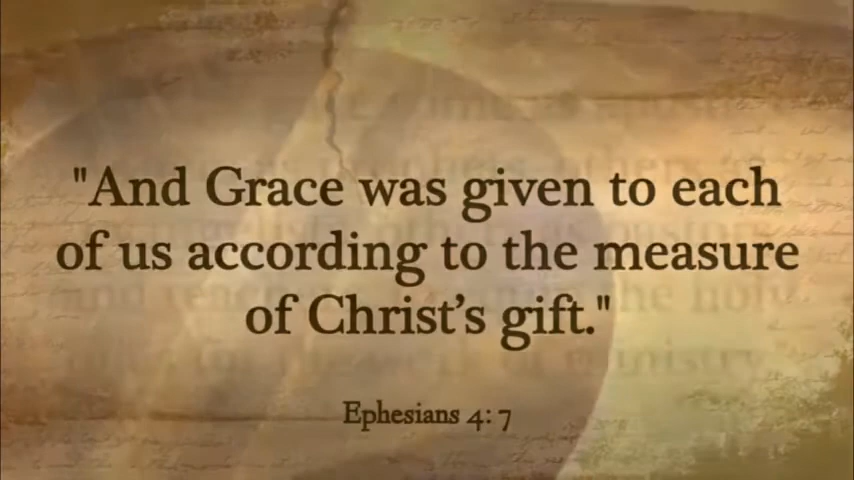 "And Grace was given to each
of us according to the measure
of Christ's gift."
Ephesians 4:7